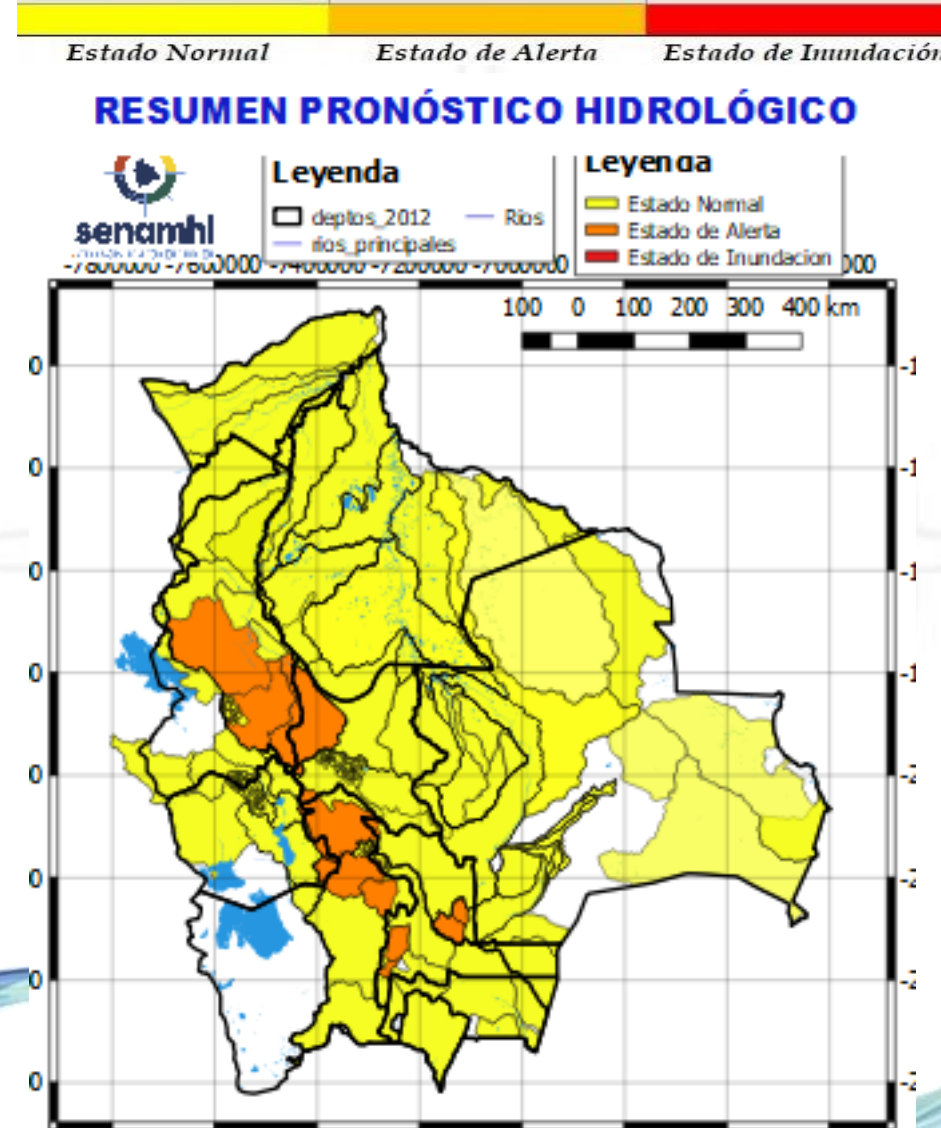 Estado Normal Estado de Alerta Estado de Inundación
RESUMEN PRONÓSTICO HIDROLÓGICO
senamhi
Leyenda
deptos_2012 Rios
rios_principales
Leyenda
Estado Normal
Estado de Alerta
Estado de Inundacion
-7800000 -7600000 -7400000 -7200000 -7000000
100 0 100 200 300 400 km